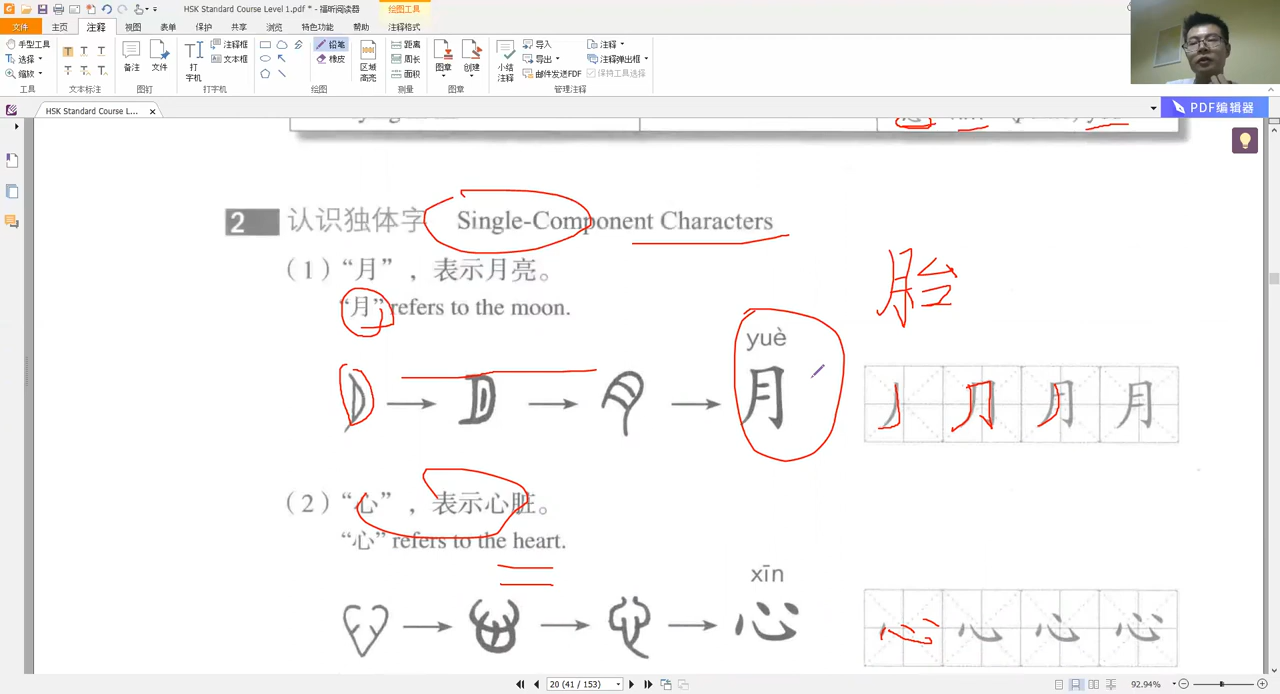 HSK Standard Course Level 1.pdf * - 福昕阅读器
绘图工具
文件 主页 注释 视图 表单 保护 共享 浏览 特色功能 帮助 注释格式
手型工具 选择 缩放 工具
文本标注
备注 文件 图钉
打字机 注释框 文本框 打字机
铅笔 橡皮 绘图
区域高亮
距离 周长 面积 测量
图章 创建 图章
小结注释 导入 导出 邮件发送PDF 注释 注释弹出框 保持工具选择 管理注释
HSK Standard Course L... ×
PDF编辑器
2 认识独体字 Single-Component Characters
(1)“月”,表示月亮。
“月” refers to the moon.
胎
yuè
月
月
(2)“心”,表示心脏。
“心” refers to the heart.
xīn
心
心 心 心 心
20 (41 / 153)
92.94%